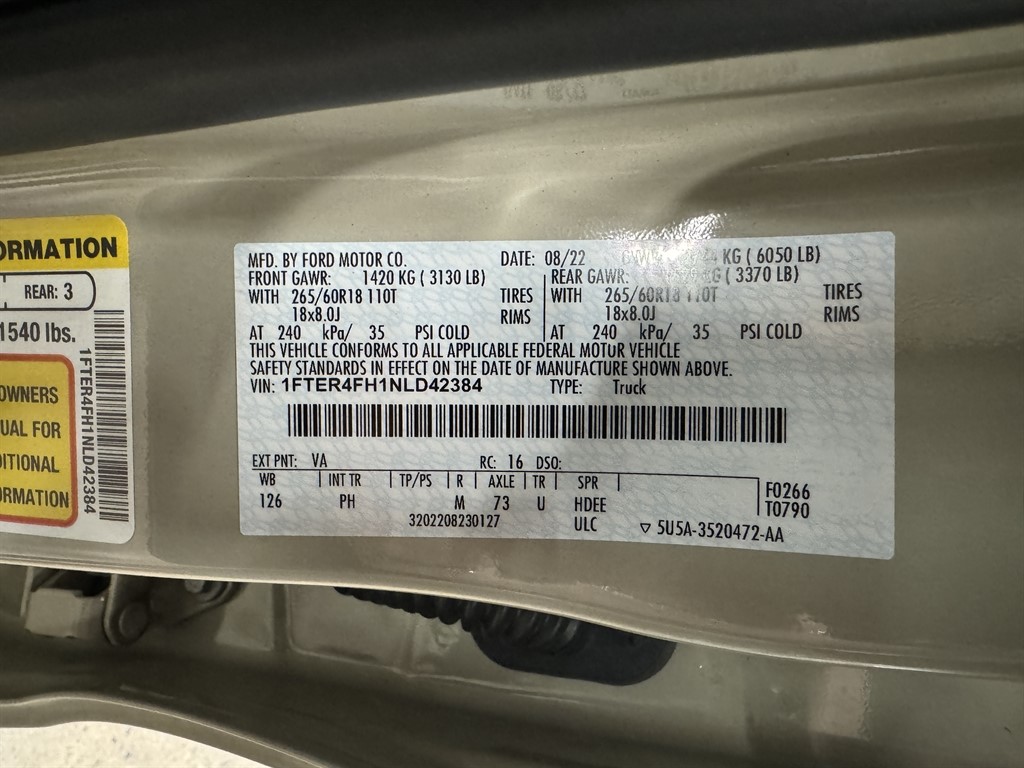 ORMATION
REAR: 3
1540 lbs.
OWNERS
UAL FOR
DITIONAL
ORMATION
1FTER4FH1NLD42384
MFD. BY FORD MOTOR CO. DATE: 08/22 KG ( 6050 LB)
FRONT GAWR: 1420 KG ( 3130 LB) REAR GAWR: KG ( 3370 LB)
WITH 265/60R18 110T TIRES WITH 265/60R18 110T TIRES
18x8.0J RIMS 18x8.0J RIMS
AT 240 kPa/ 35 PSI COLD AT 240 kPa/ 35 PSI COLD
THIS VEHICLE CONFORMS TO ALL APPLICABLE FEDERAL MOTOR VEHICLE
SAFETY STANDARDS IN EFFECT ON THE DATE OF MANUFACTURE SHOWN ABOVE.
VIN: 1FTER4FH1NLD42384 TYPE: Truck
EXT PNT: VA RC: 16 DSO:
WB INT TR TP/PS R AXLE TR SPR
126 PH M 73 U HDEE
F0266
T0790
3202208230127 ULC ▽ 5U5A-3520472-AA